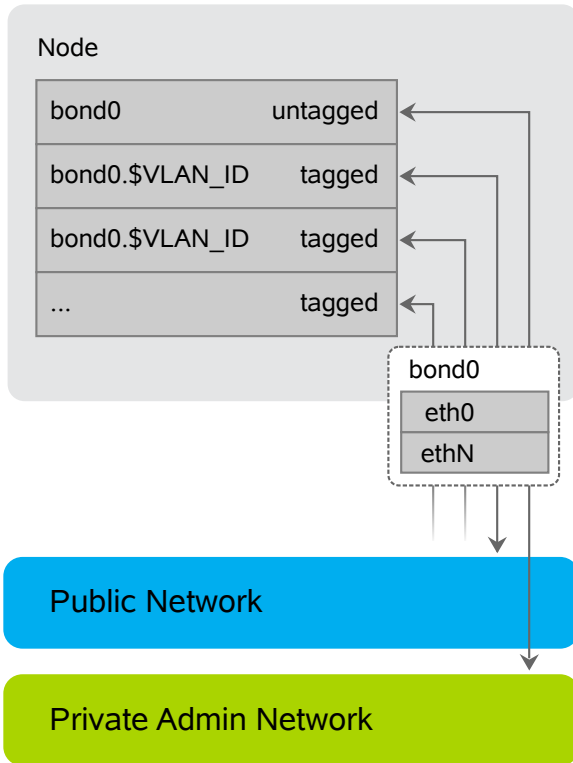 Node
bond0 untagged
bond0.$VLAN_ID tagged
bond0.$VLAN_ID tagged
... tagged
bond0
eth0
ethN
Public Network
Private Admin Network